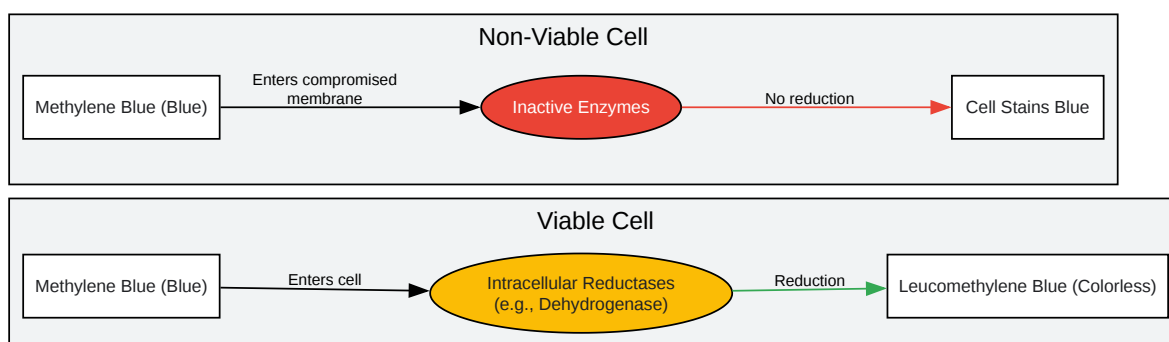 Non-Viable Cell
Methylene Blue (Blue)
Enters compromised
membrane
Inactive Enzymes
No reduction
Cell Stains Blue
Viable Cell
Methylene Blue (Blue)
Enters cell
Intracellular Reductases
(e.g., Dehydrogenase)
Reduction
Leucomethylene Blue (Colorless)